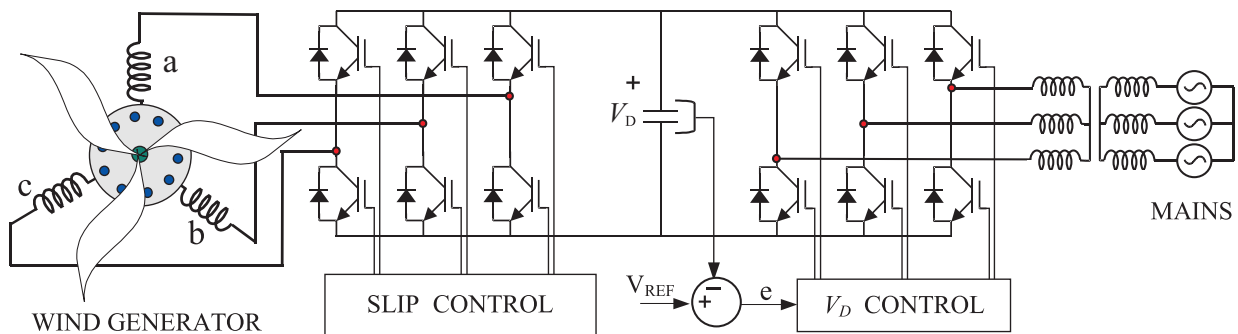 a
+
V_D
c
b
MAINS
V_REF
+
−
e
SLIP CONTROL
V_D CONTROL
WIND GENERATOR